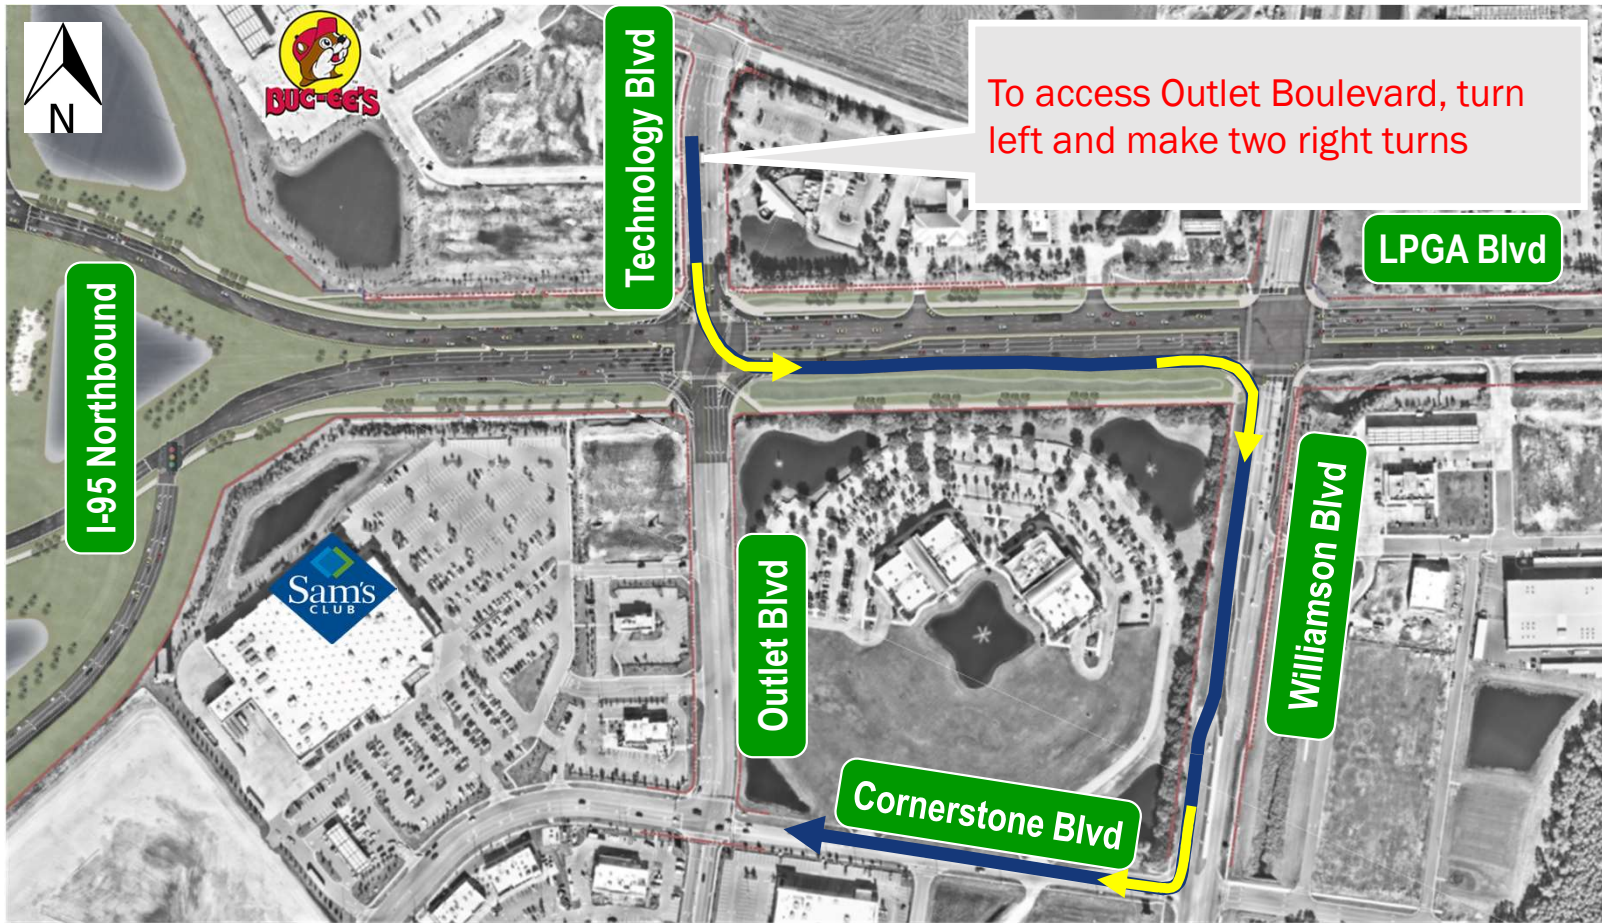 N
BUC-EE'S
Technology Blvd
To access Outlet Boulevard, turn
left and make two right turns
LPGA Blvd
I-95 Northbound
Sam's
CLUB
Outlet Blvd
Williamson Blvd
Cornerstone Blvd